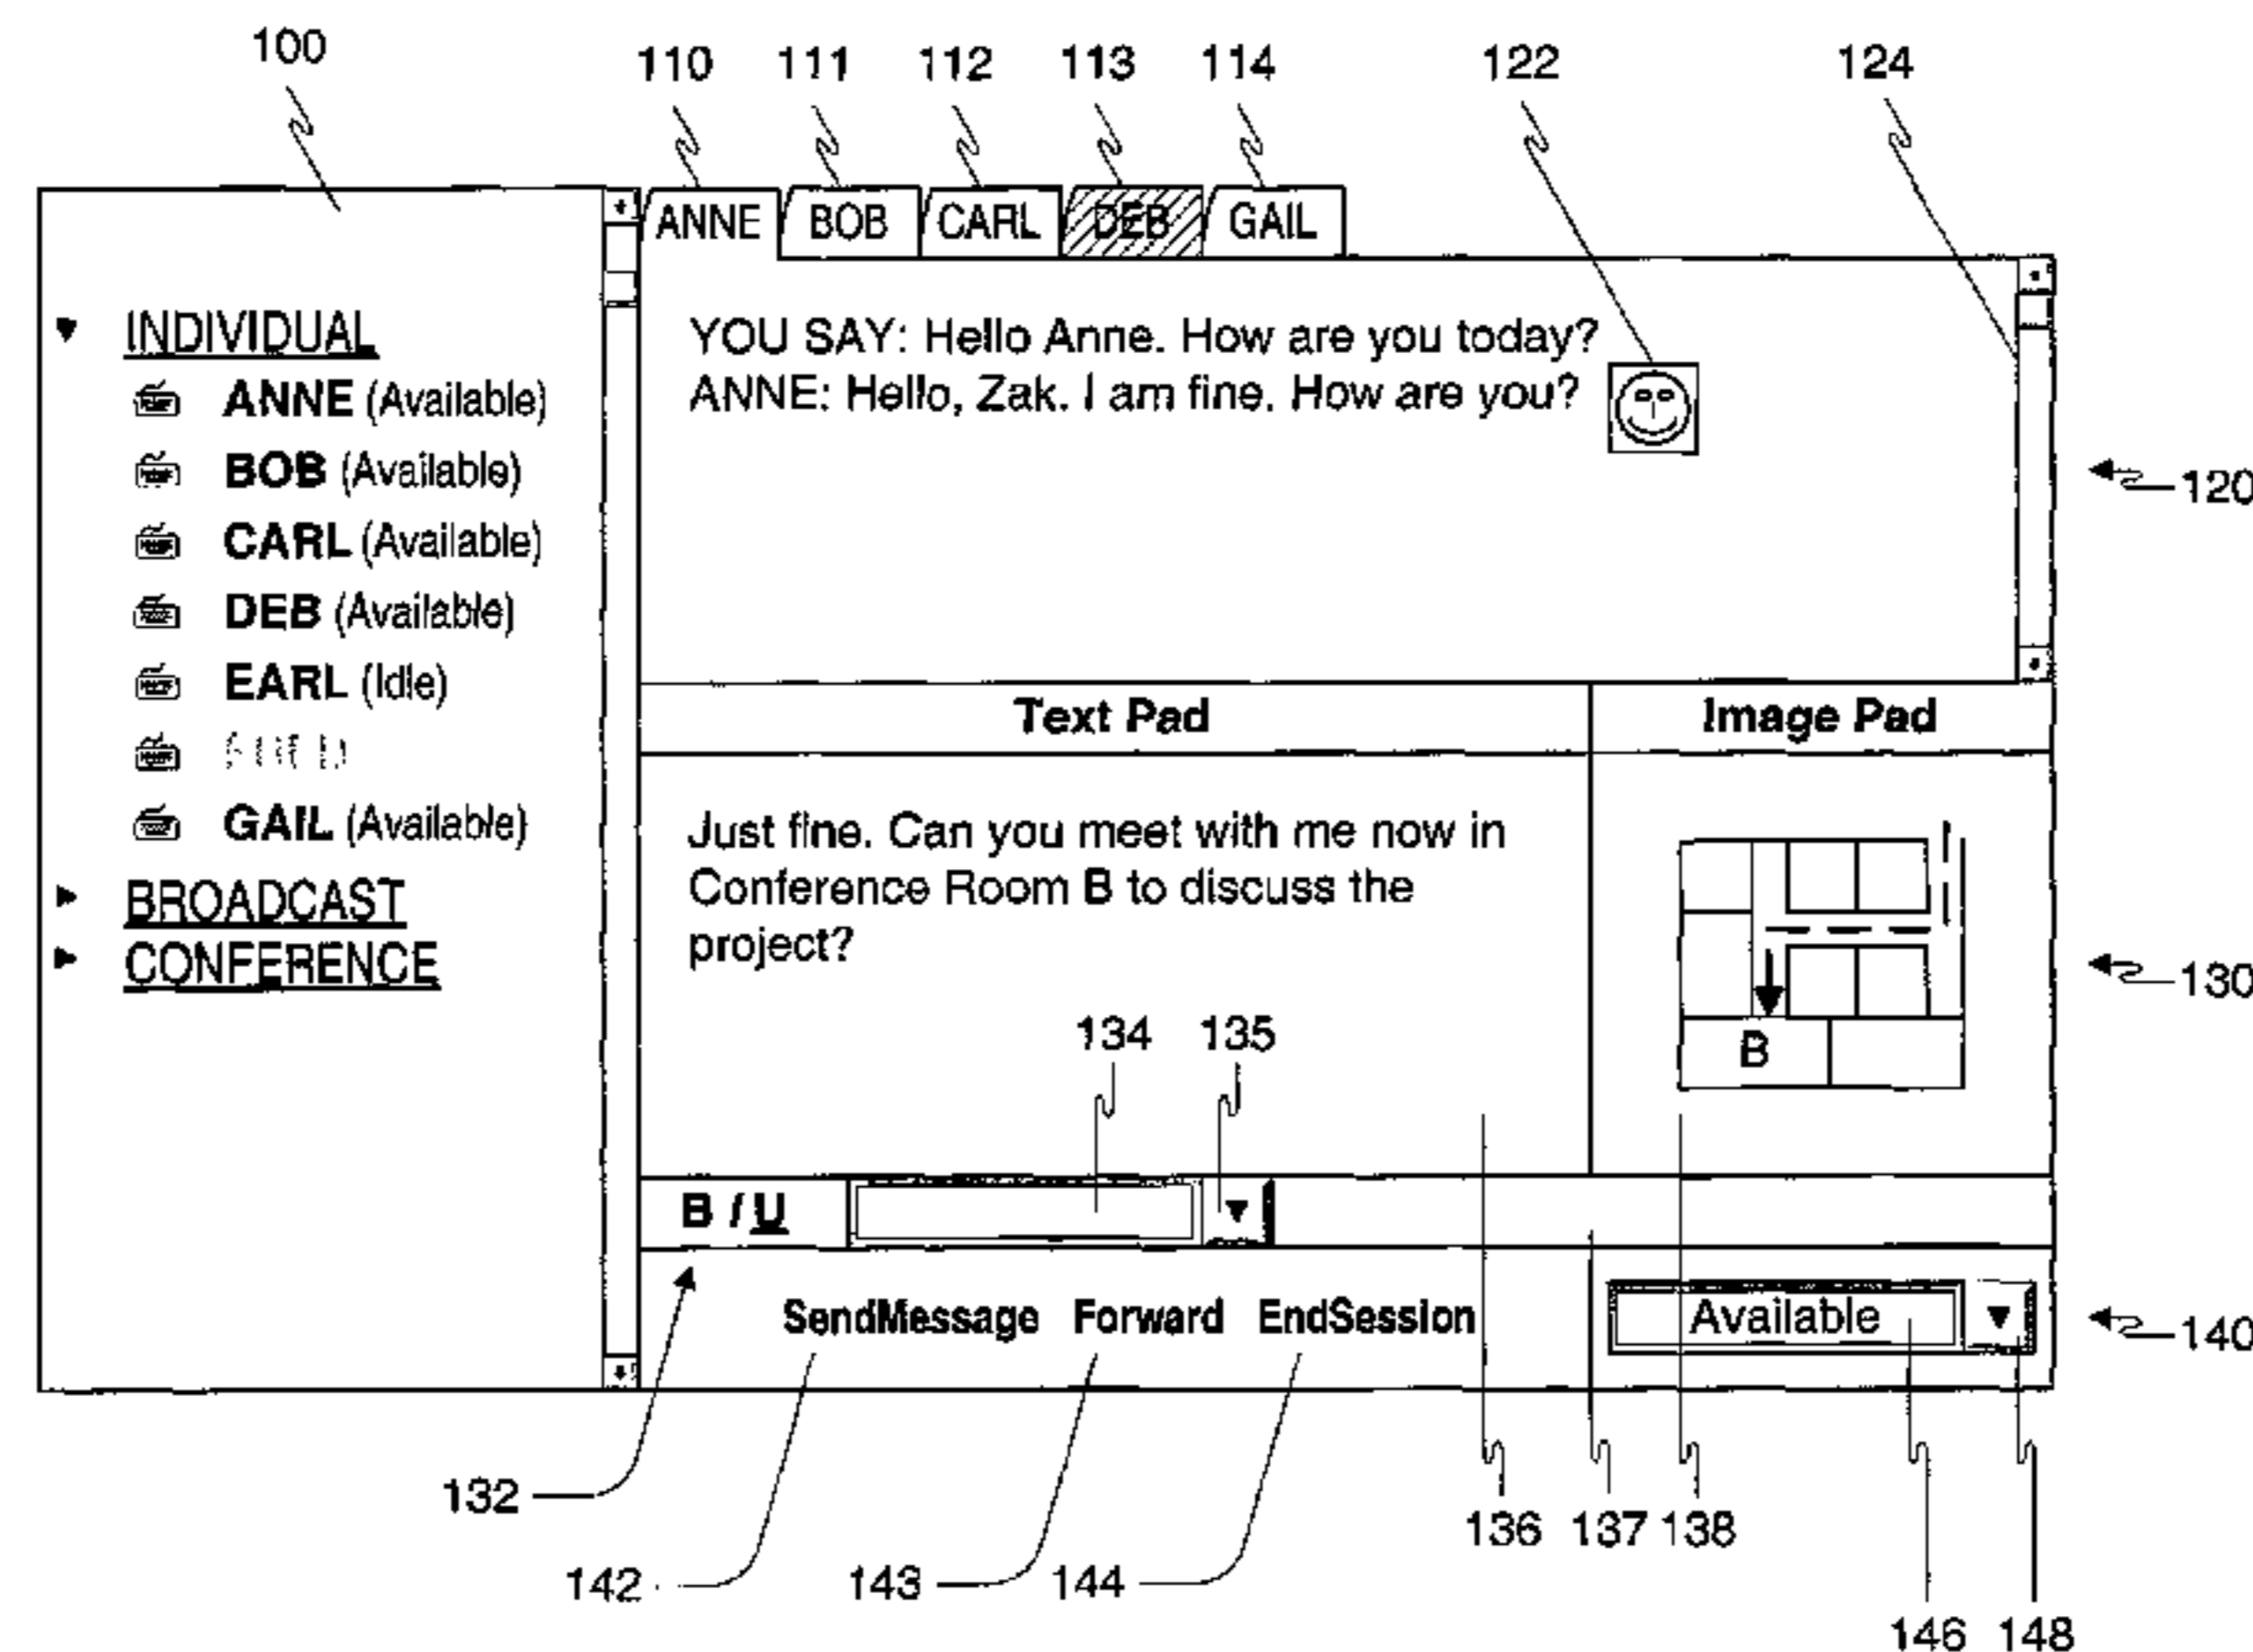 100
110 111 112 113 114 122 124
ANNE BOB CARL DEB GAIL
INDIVIDUAL
ANNE (Available)
BOB (Available)
CARL (Available)
DEB (Available)
EARL (Idle)
GAIL (Available)
BROADCAST
CONFERENCE
YOU SAY: Hello Anne. How are you today?
ANNE: Hello, Zak. I am fine. How are you?
120
Text Pad
Image Pad
Just fine. Can you meet with me now in
Conference Room B to discuss the
project?
B
130
134 135
B I U
SendMessage Forward EndSession
Available
140
132
136 137 138
142 143 144
146 148